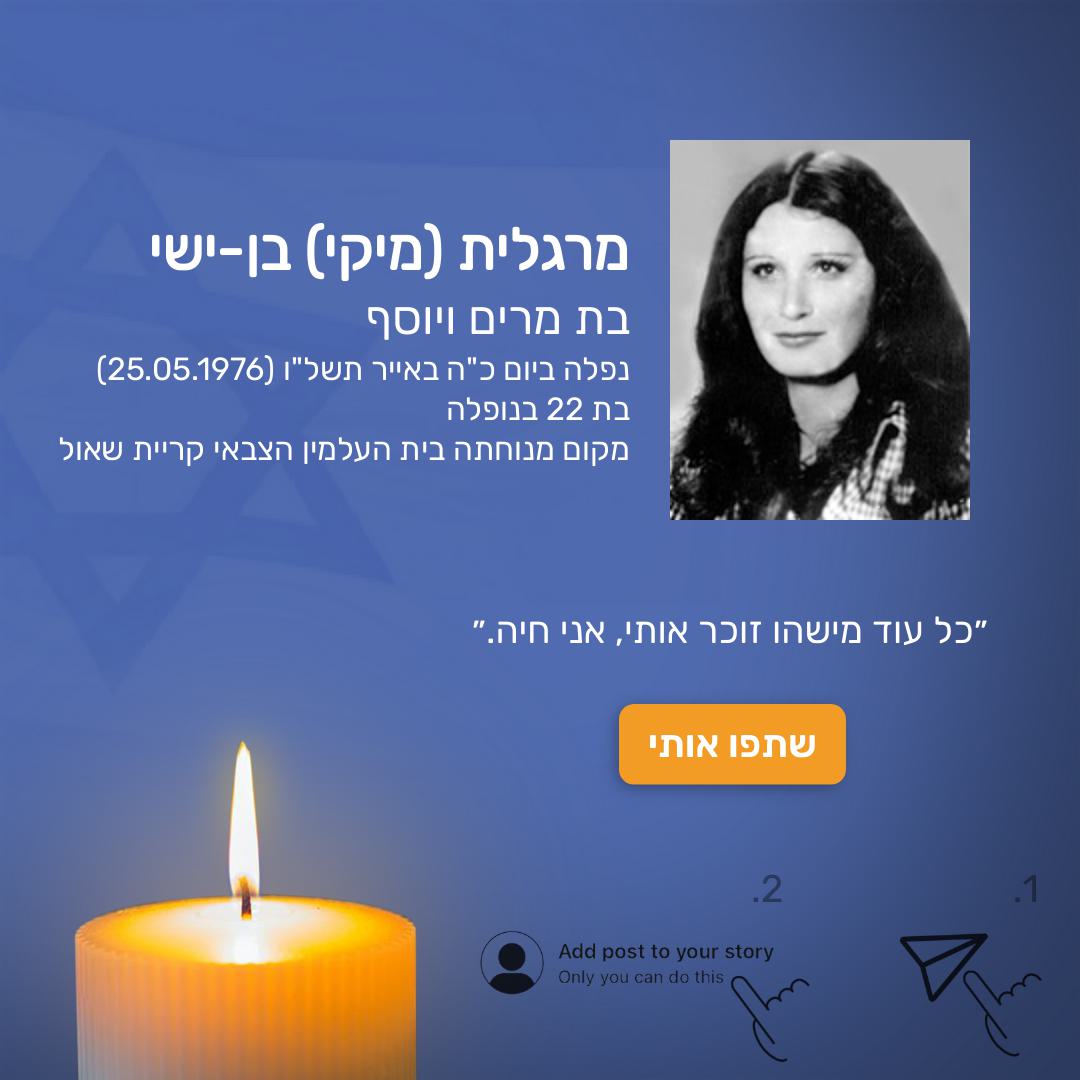 מרגלית (מיקי) בן-ישי
בת מרים ויוסף
נפלה ביום כ"ה באייר תשל"ו (25.05.1976)
בת 22 בנופלה
מקום מנוחתה בית העלמין הצבאי קריית שאול
״כל עוד מישהו זוכר אותי, אני חיה.״
שתפו אותי
.1
.2
Add post to your story
Only you can do this